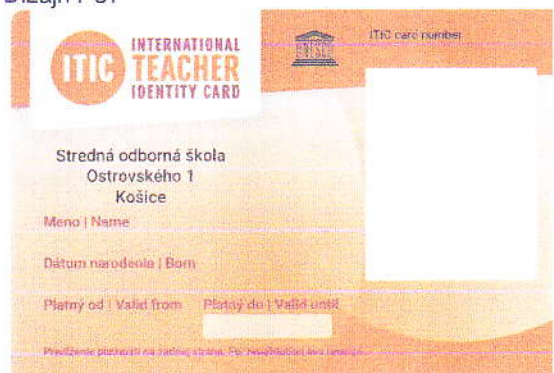 ITIC
INTERNATIONAL
TEACHER
IDENTITY CARD
UNESCO
ITIC card number
Stredná odborná škola
Ostrovského 1
Košice
Meno | Name
Dátum narodenia | Born
Platný od | Valid from Platný do | Valid until